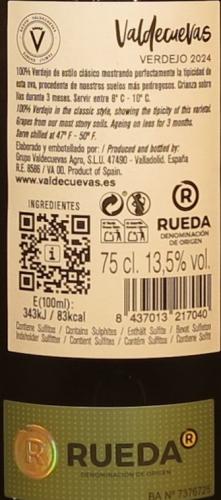 Valdecuevas
VERDEJO 2024
100% Verdejo de estilo clásico mostrando perfectamente la tipicidad de
esta uva, procedente de nuestros suelos más pedregosos. Crianza sobre
lías durante 3 meses. Servir entre 8° C - 10° C.
100% Verdejo in the classic style, showing the tipicity of this varietal.
Grapes from our most stony soils. Ageing on lees for 3 months.
Serve chilled at 47° F - 50° F.
Elaborado y embotellado por: / Produced and bottled by:
Grupo Valdecuevas Agro, S.L.U. 47490 - Valladolid. España
R.E. 8586 / VA 00. Product of Spain.
www.valdecuevas.es
INGREDIENTES
R
RUEDA
DENOMINACIÓN
DE ORIGEN
75 cl. 13,5% vol.
E(100ml):
343kJ / 83kcal
8 437013 217040
Contiene Sulfitos / Contains Sulphites / Enthält Sulfite / Bevat Sulfieten
Indeholder Sulfitter / Contient Sulfites / Contém Sulfitos / Contiene Solfiti
RUEDA R
DENOMINACIÓN DE ORIGEN
BA Nº